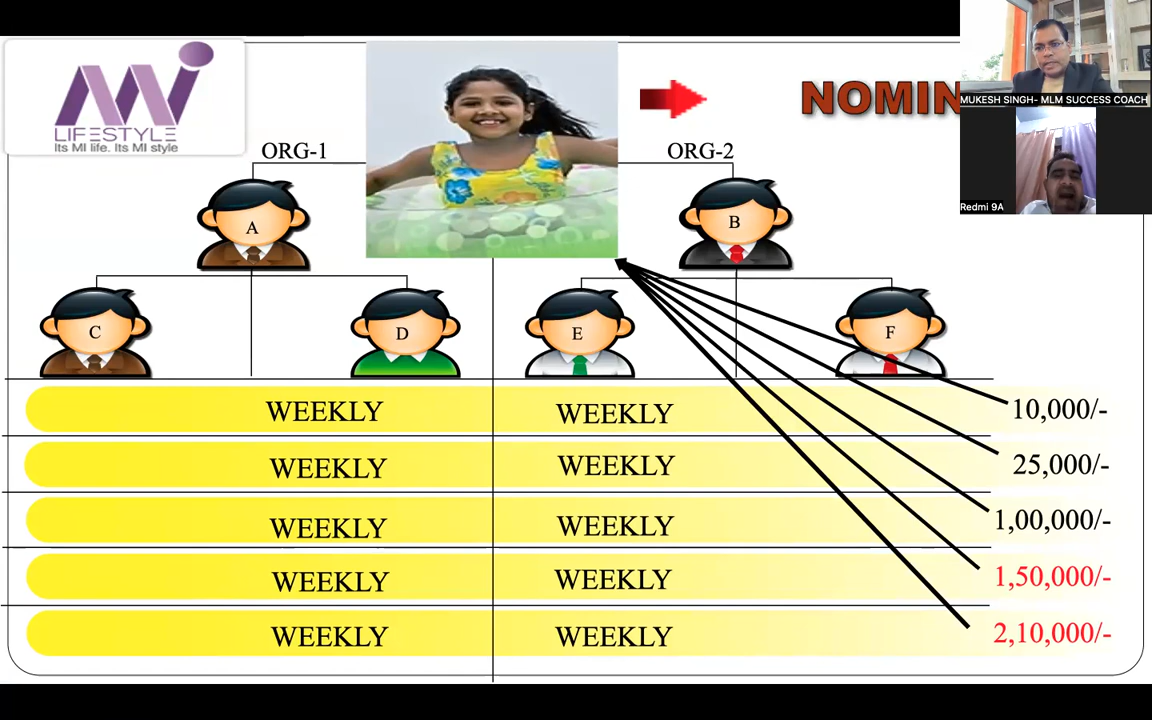 Mi
LIFESTYLE
Its MI life. Its MI style
NOMIN
MUKESH SINGH- MLM SUCCESS COACH
Redmi 9A
ORG-1
ORG-2
A
B
C
D
E
F
WEEKLY WEEKLY 10,000/-
WEEKLY WEEKLY 25,000/-
WEEKLY WEEKLY 1,00,000/-
WEEKLY WEEKLY 1,50,000/-
WEEKLY WEEKLY 2,10,000/-